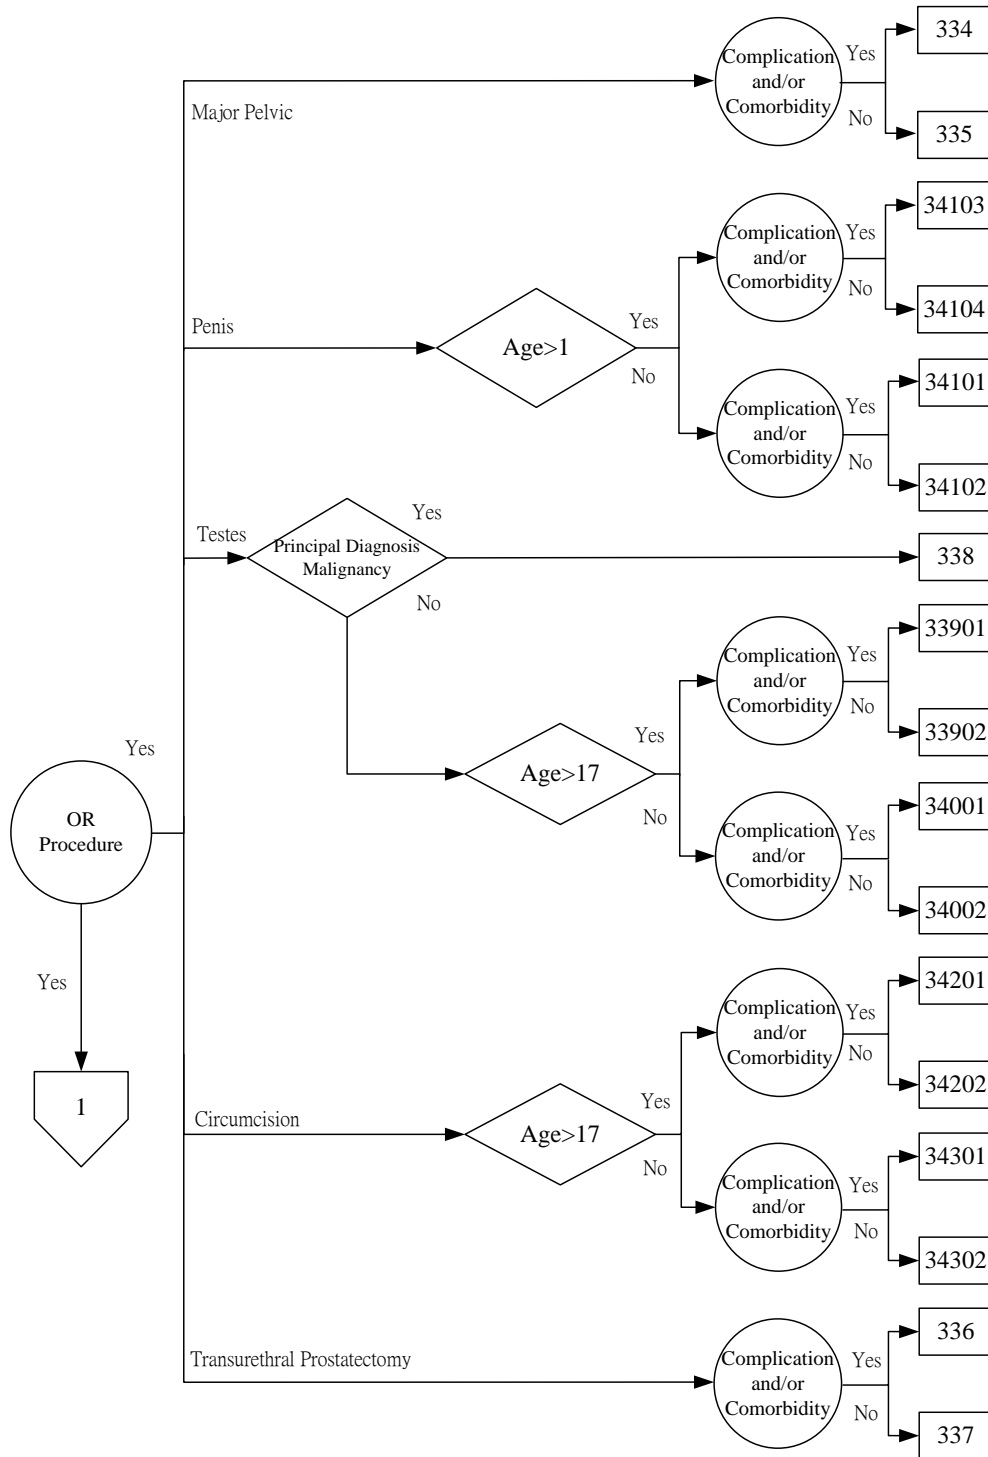 Complication
and/or
Comorbidity
Yes
No
334
335
Major Pelvic
Penis
Age>1
Yes
No
Complication
and/or
Comorbidity
Yes
No
34103
34104
Complication
and/or
Comorbidity
Yes
No
34101
34102
Testes
Principal Diagnosis
Malignancy
Yes
No
338
Age>17
Yes
No
Complication
and/or
Comorbidity
Yes
No
33901
33902
Complication
and/or
Comorbidity
Yes
No
34001
34002
Yes
OR
Procedure
Yes
1
Circumcision
Age>17
Yes
No
Complication
and/or
Comorbidity
Yes
No
34201
34202
Complication
and/or
Comorbidity
Yes
No
34301
34302
Transurethral Prostatectomy
Complication
and/or
Comorbidity
Yes
No
336
337